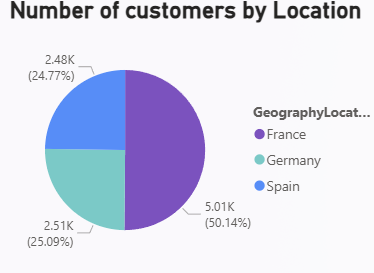 Number of customers by Location
2.48K
(24.77%)
GeographyLocat...
France
Germany
Spain
5.01K
(50.14%)
2.51K
(25.09%)